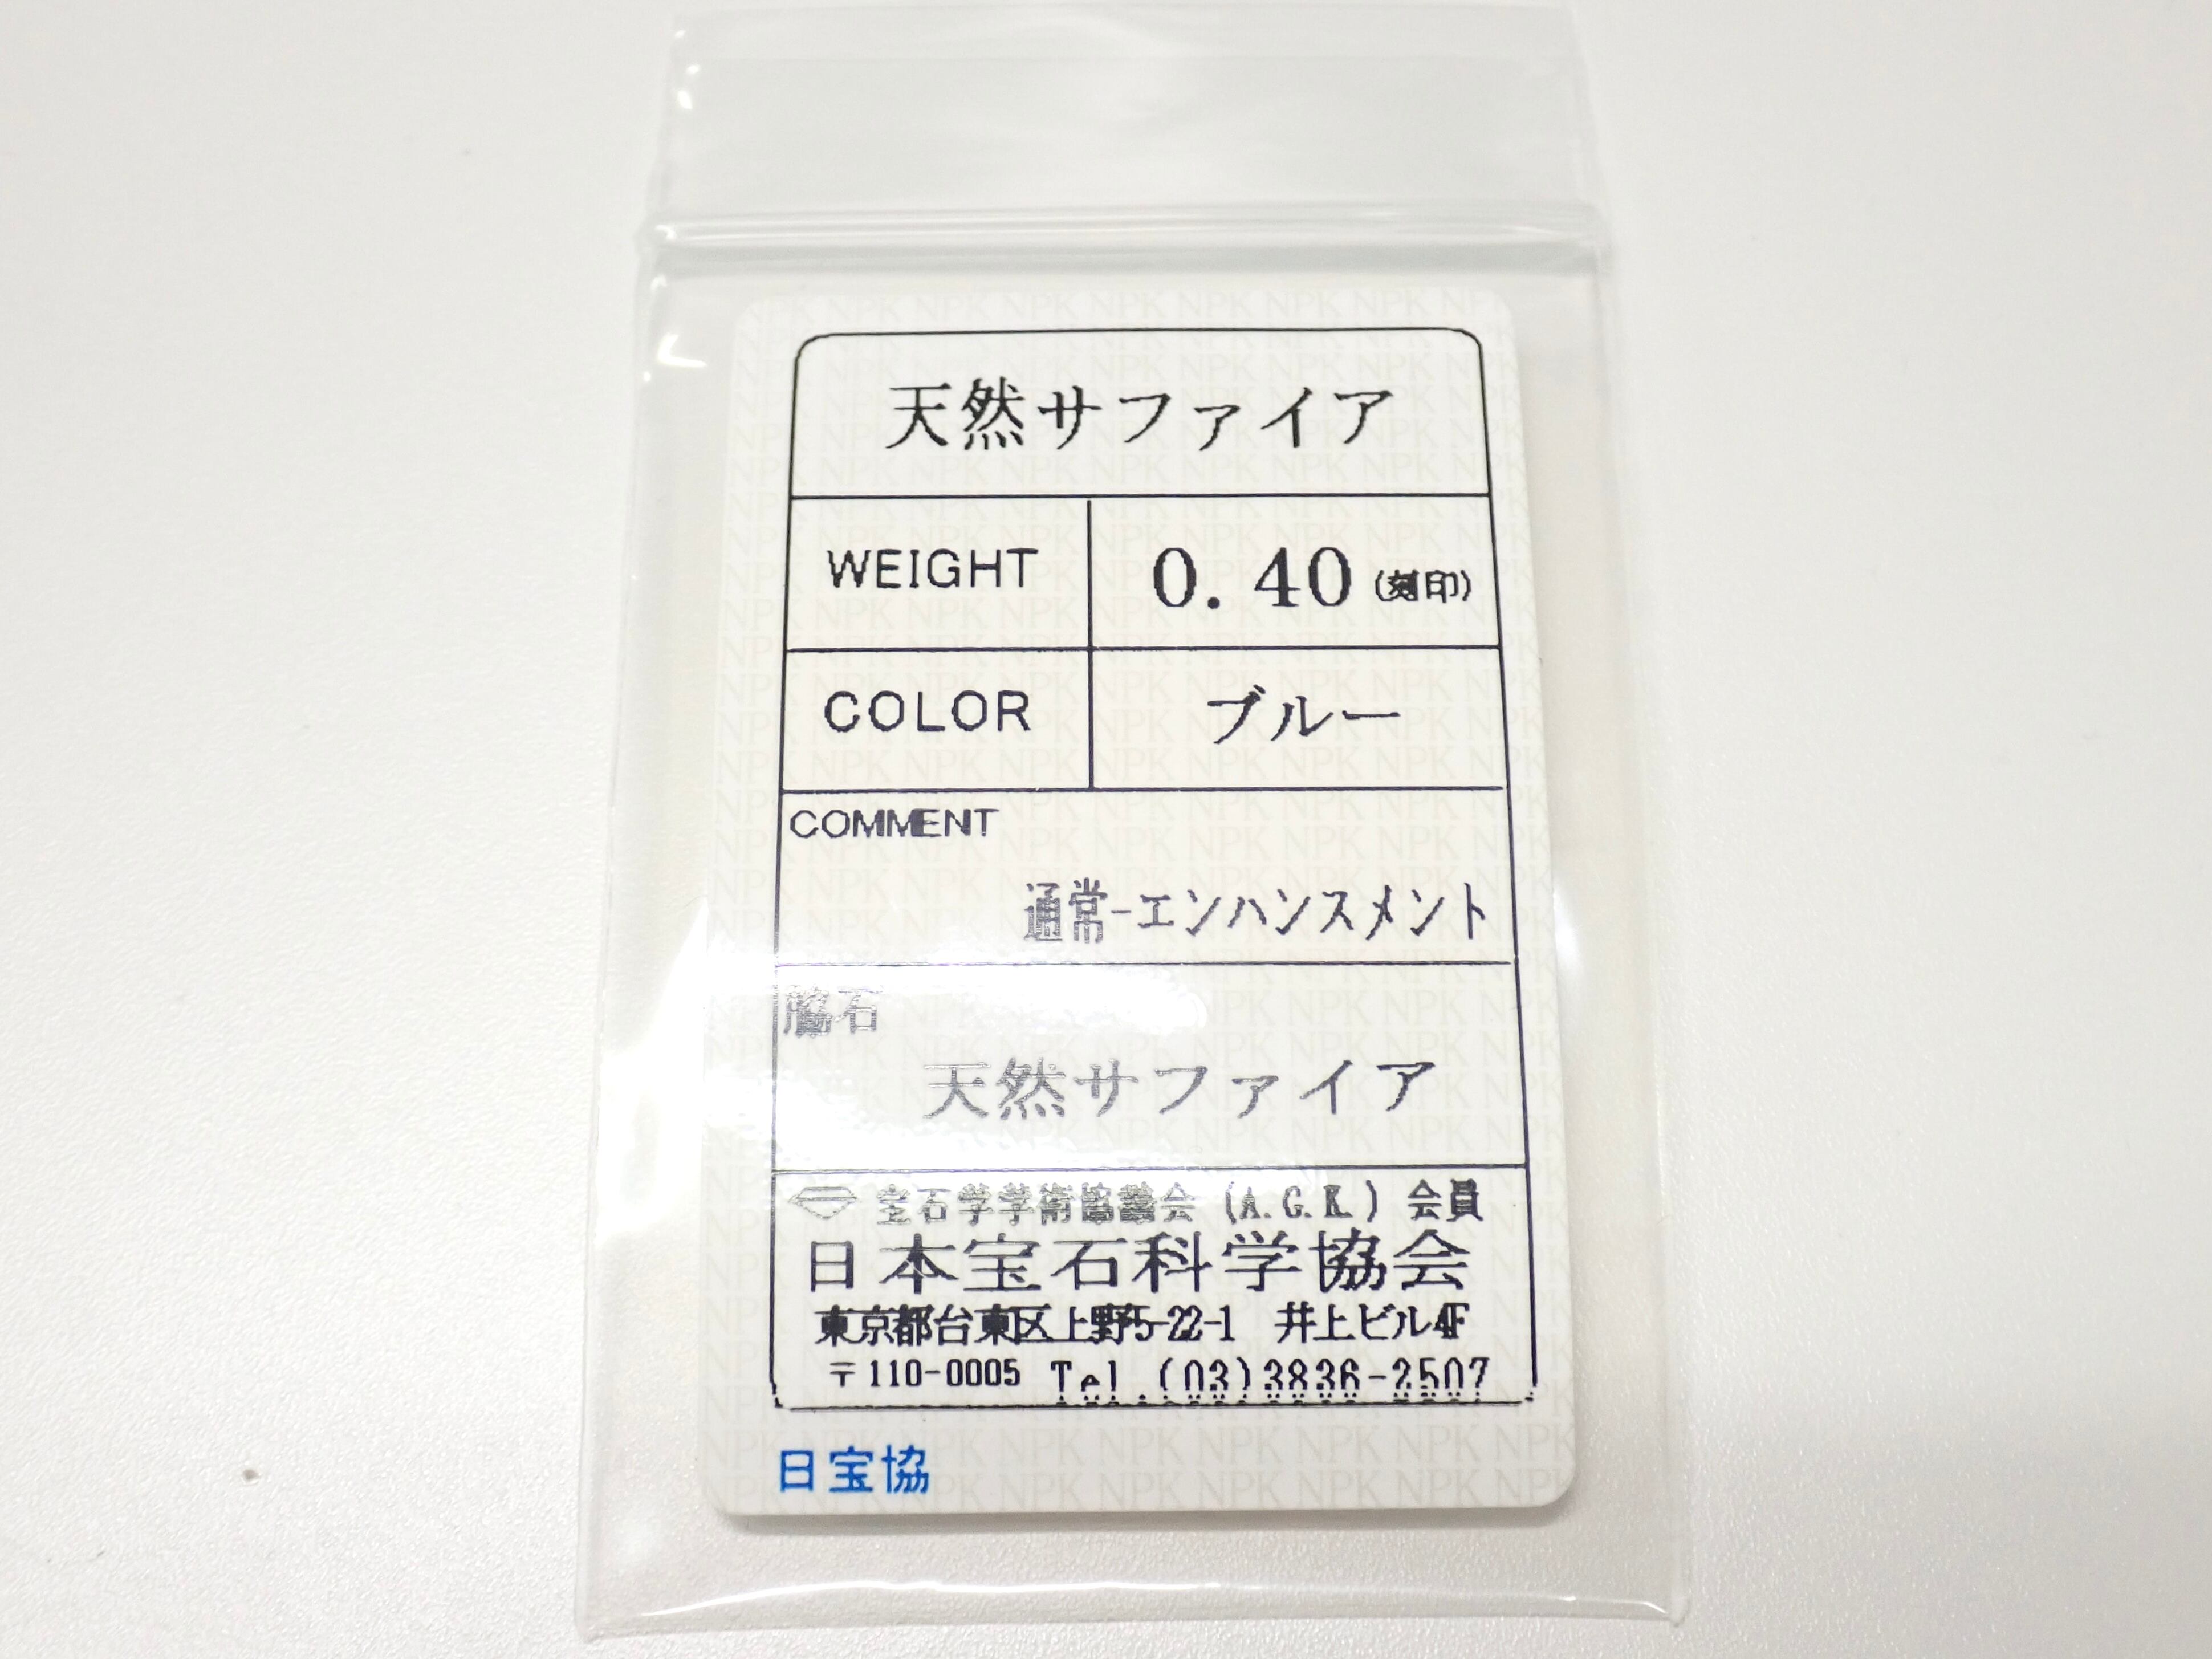 天然サファイア
WEIGHT 0.40 (刻印)
COLOR ブルー
COMMENT
通常-エンハンスメント
脇石
天然サファイア
宝石学学術協議会 (A.G.K.) 会員
日本宝石科学協会
東京都台東区上野5-22-1 井上ビル4F
〒110-0005 Tel.(03)3836-2507
日宝協